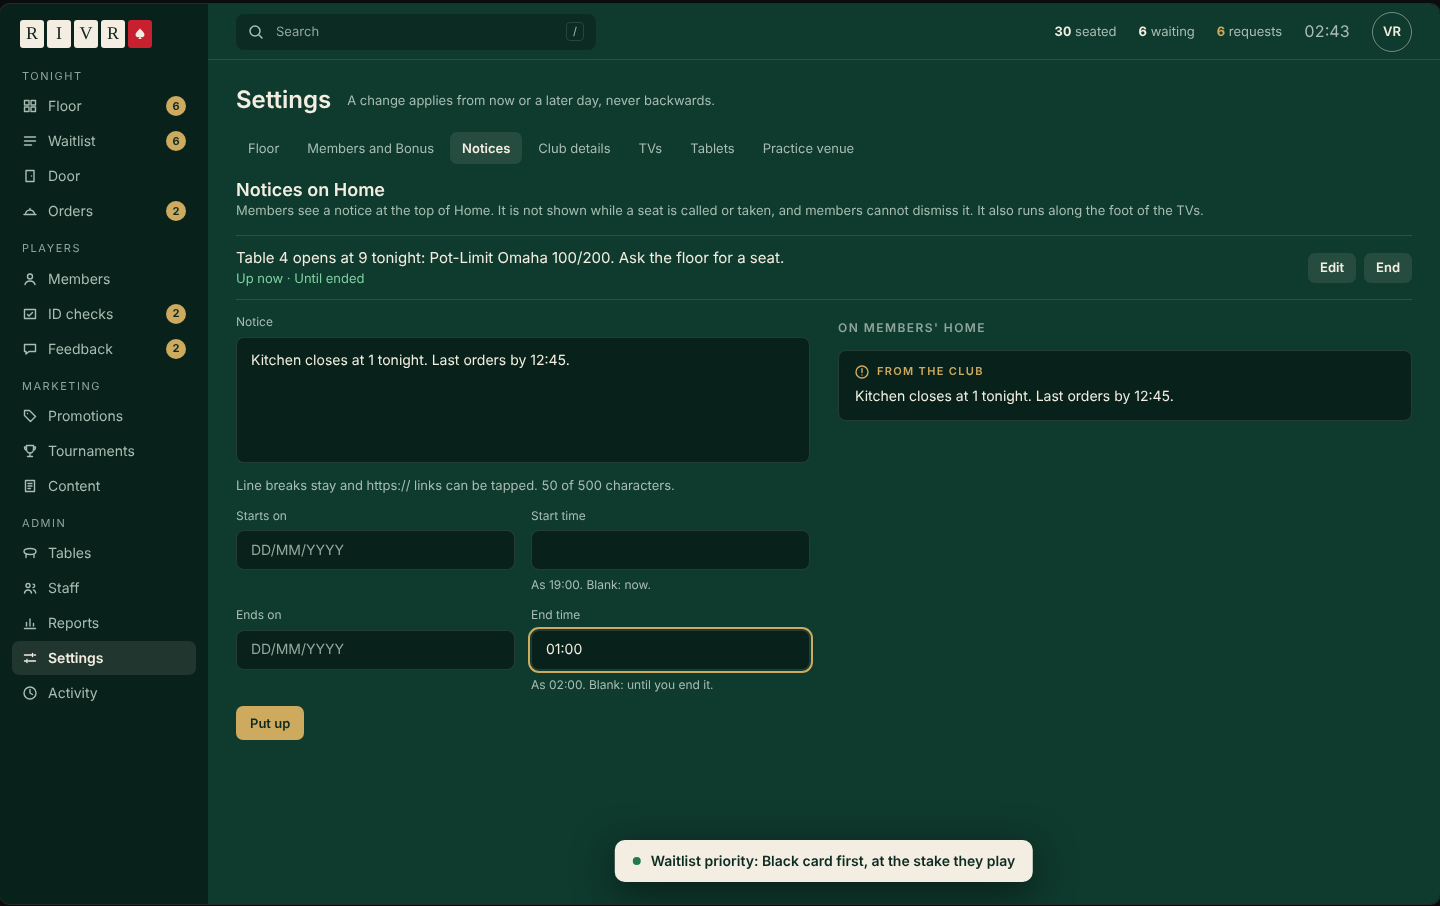 RIVR
Search
/
30 seated
6 waiting
6 requests
02:43
VR
TONIGHT
Floor 6
Waitlist 6
Door
Orders 2
PLAYERS
Members
ID checks 2
Feedback 2
MARKETING
Promotions
Tournaments
Content
ADMIN
Tables
Staff
Reports
Settings
Activity
Settings
A change applies from now or a later day, never backwards.
Floor
Members and Bonus
Notices
Club details
TVs
Tablets
Practice venue
Notices on Home
Members see a notice at the top of Home. It is not shown while a seat is called or taken, and members cannot dismiss it. It also runs along the foot of the TVs.
Table 4 opens at 9 tonight: Pot-Limit Omaha 100/200. Ask the floor for a seat.
Up now · Until ended
Edit
End
Notice
Kitchen closes at 1 tonight. Last orders by 12:45.
Line breaks stay and https:// links can be tapped. 50 of 500 characters.
Starts on
Start time
DD/MM/YYYY
As 19:00. Blank: now.
Ends on
End time
DD/MM/YYYY
01:00
As 02:00. Blank: until you end it.
Put up
ON MEMBERS' HOME
FROM THE CLUB
Kitchen closes at 1 tonight. Last orders by 12:45.
Waitlist priority: Black card first, at the stake they play